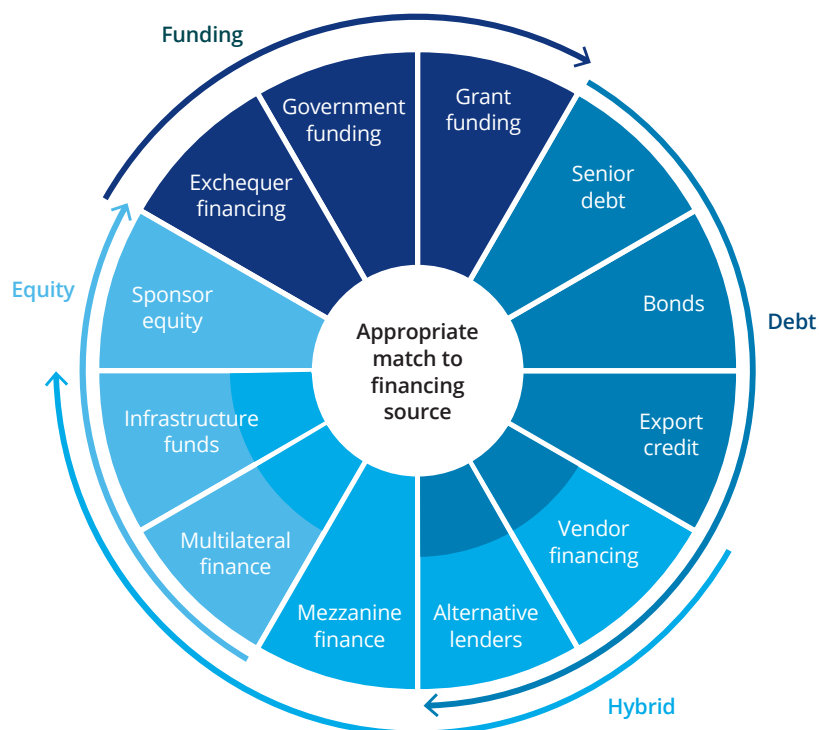 Funding
Government
funding
Grant
funding
Exchequer
financing
Senior
debt
Equity
Sponsor
equity
Bonds
Debt
Appropriate
match to
financing
source
Infrastructure
funds
Export
credit
Multilateral
finance
Vendor
financing
Mezzanine
finance
Alternative
lenders
Hybrid